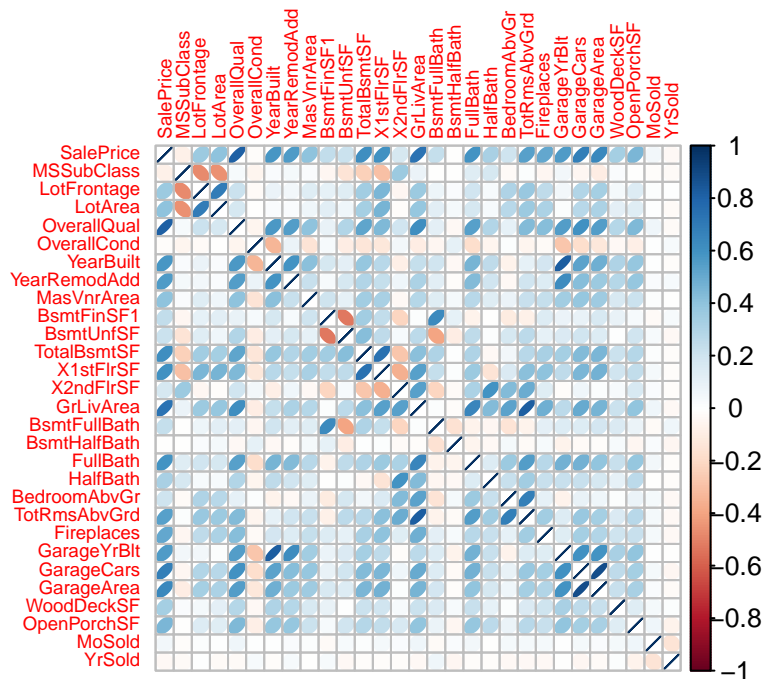 SalePrice
MSSubClass
LotFrontage
LotArea
OverallQual
OverallCond
YearBuilt
YearRemodAdd
MasVnrArea
BsmtFinSF1
BsmtUnfSF
TotalBsmtSF
X1stFlrSF
X2ndFlrSF
GrLivArea
BsmtFullBath
BsmtHalfBath
FullBath
HalfBath
BedroomAbvGr
TotRmsAbvGrd
Fireplaces
GarageYrBlt
GarageCars
GarageArea
WoodDeckSF
OpenPorchSF
MoSold
YrSold
SalePrice
MSSubClass
LotFrontage
LotArea
OverallQual
OverallCond
YearBuilt
YearRemodAdd
MasVnrArea
BsmtFinSF1
BsmtUnfSF
TotalBsmtSF
X1stFlrSF
X2ndFlrSF
GrLivArea
BsmtFullBath
BsmtHalfBath
FullBath
HalfBath
BedroomAbvGr
TotRmsAbvGrd
Fireplaces
GarageYrBlt
GarageCars
GarageArea
WoodDeckSF
OpenPorchSF
MoSold
YrSold
1
0.8
0.6
0.4
0.2
0
−0.2
−0.4
−0.6
−0.8
−1